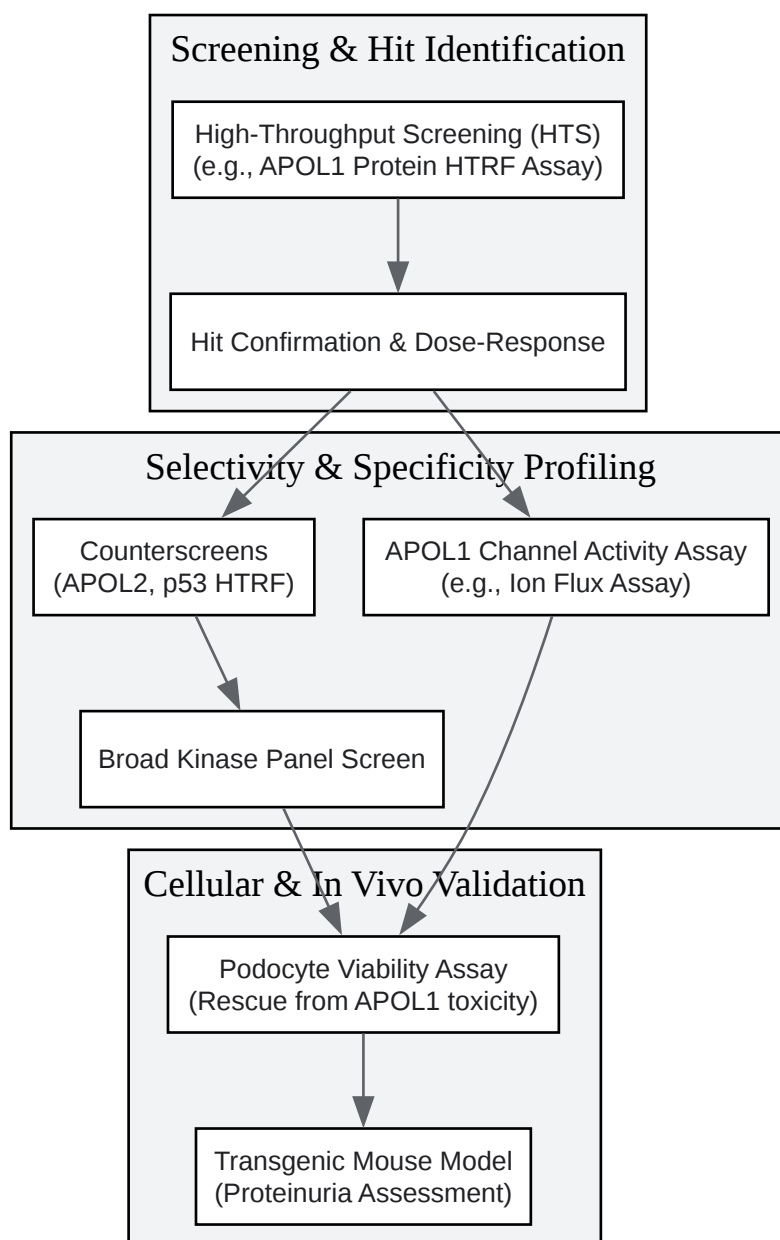 Screening & Hit Identification
High-Throughput Screening (HTS)
(e.g., APOL1 Protein HTRF Assay)
Hit Confirmation & Dose-Response
Selectivity & Specificity Profiling
Counterscreens
(APOL2, p53 HTRF)
APOL1 Channel Activity Assay
(e.g., Ion Flux Assay)
Broad Kinase Panel Screen
Cellular & In Vivo Validation
Podocyte Viability Assay
(Rescue from APOL1 toxicity)
Transgenic Mouse Model
(Proteinuria Assessment)